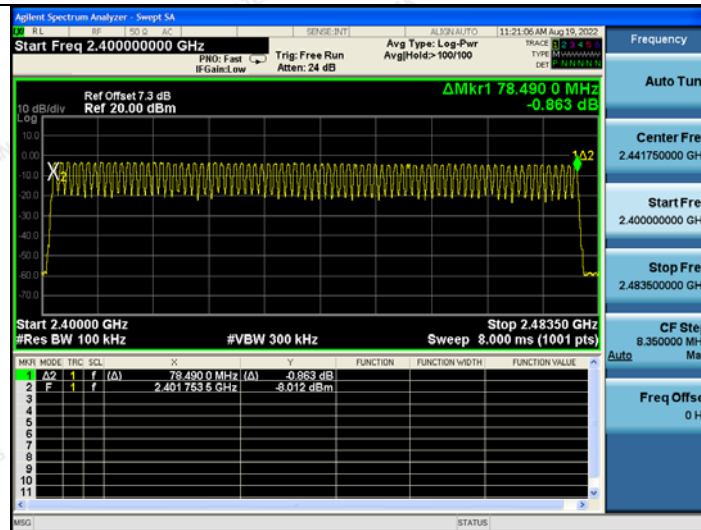 Agilent Spectrum Analyzer - Swept SA
RL RF 50 Ω AC SENSE:INT ALIGN AUTO 11:21:06 AM Aug 19, 2022
Start Freq 2.400000000 GHz
PNO: Fast
IFGain:Low
Trig: Free Run
Atten: 24 dB
Avg Type: Log-Pwr
Avg|Hold:>100/100
TRACE 1 2 3 4 5 6
TYPE M
DET P N N N N N
Ref Offset 7.3 dB
Ref 20.00 dBm
10 dB/div
Log
ΔMkr1 78.490 0 MHz
-0.863 dB
10.0
0.00
-10.0
-20.0
-30.0
-40.0
-50.0
-60.0
-70.0
X2
1Δ2
Start 2.40000 GHz Stop 2.48350 GHz
#Res BW 100 kHz #VBW 300 kHz Sweep 8.000 ms (1001 pts)
MKR MODE TRC SCL X Y FUNCTION FUNCTION WIDTH FUNCTION VALUE
1 Δ2 1 f (Δ) 78.490 0 MHz (Δ) -0.863 dB
2 F 1 f 2.401 753 5 GHz -8.012 dBm
3
4
5
6
7
8
9
10
11
MSG STATUS
Frequency
Auto Tun
Center Fre
2.441750000 GH
Start Fre
2.400000000 GH
Stop Fre
2.483500000 GH
CF Ste
8.350000 MH
Auto Ma
Freq Offse
0 H